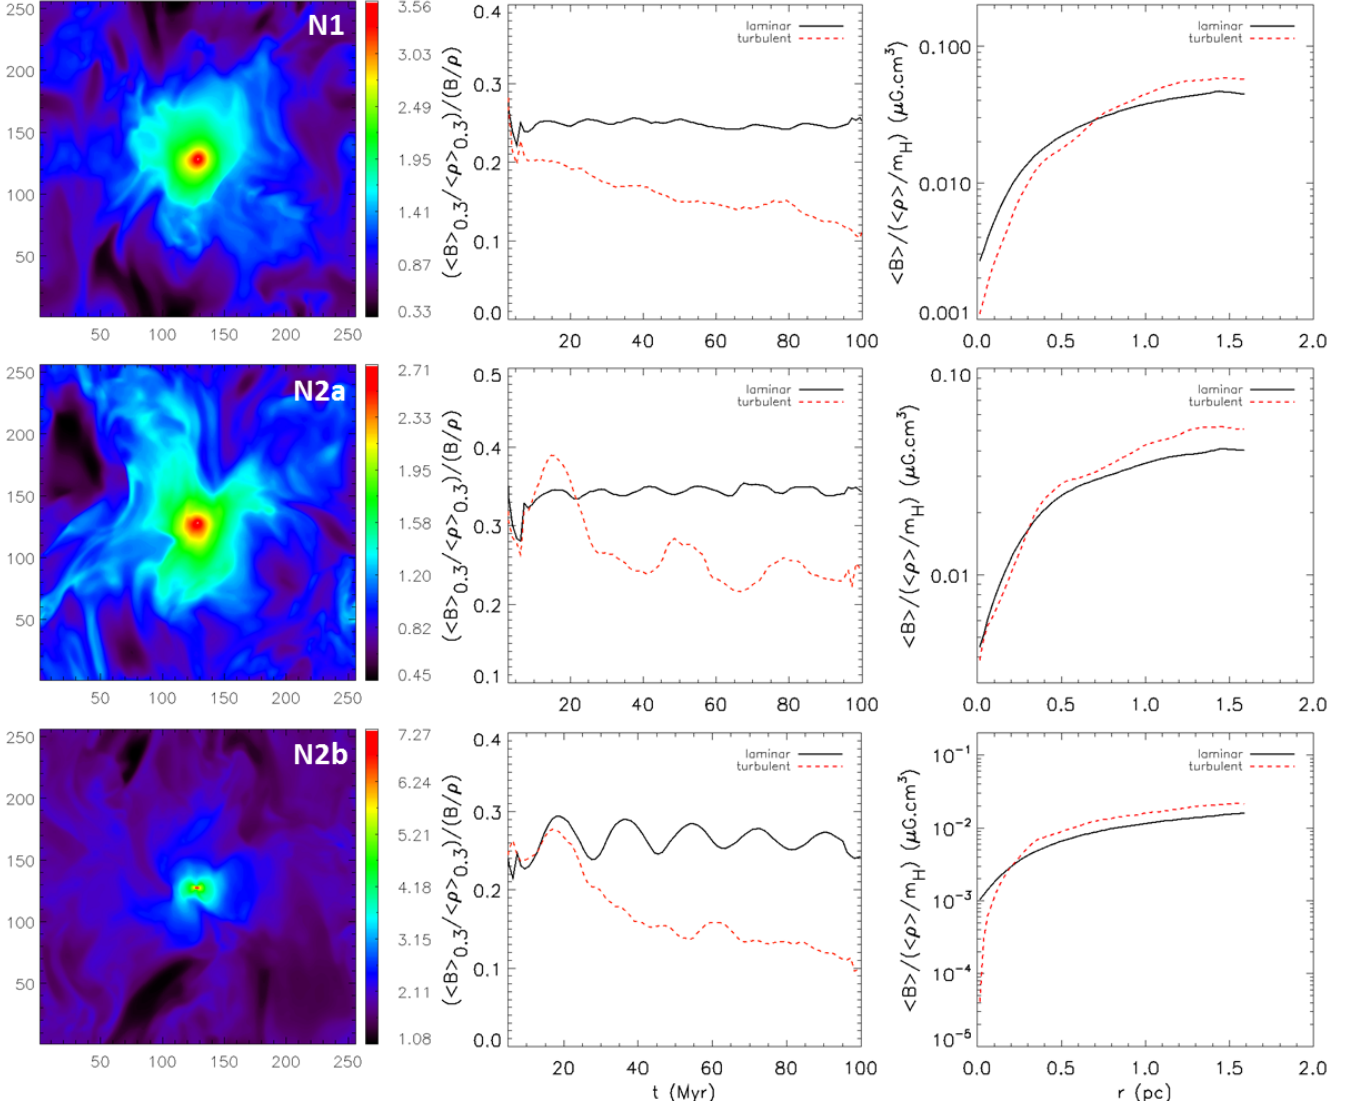 N1
250
200
150
100
50
50 100 150 200 250
3.56
3.03
2.49
1.95
1.41
0.87
0.33
(<B>0.3/<ρ>0.3)/(B/ρ)
0.4
0.3
0.2
0.1
0.0
laminar
turbulent
20 40 60 80 100
<B>/(<ρ>/mH) (μG.cm³)
0.100
0.010
0.001
laminar
turbulent
0.0 0.5 1.0 1.5 2.0
N2a
250
200
150
100
50
50 100 150 200 250
2.71
2.33
1.95
1.58
1.20
0.82
0.45
(<B>0.3/<ρ>0.3)/(B/ρ)
0.5
0.4
0.3
0.2
0.1
laminar
turbulent
20 40 60 80 100
<B>/(<ρ>/mH) (μG.cm³)
0.10
0.01
laminar
turbulent
0.0 0.5 1.0 1.5 2.0
N2b
250
200
150
100
50
50 100 150 200 250
7.27
6.24
5.21
4.18
3.15
2.11
1.08
(<B>0.3/<ρ>0.3)/(B/ρ)
0.4
0.3
0.2
0.1
0.0
laminar
turbulent
20 40 60 80 100
t (Myr)
<B>/(<ρ>/mH) (μG.cm³)
10⁻¹
10⁻²
10⁻³
10⁻⁴
10⁻⁵
laminar
turbulent
0.0 0.5 1.0 1.5 2.0
r (pc)